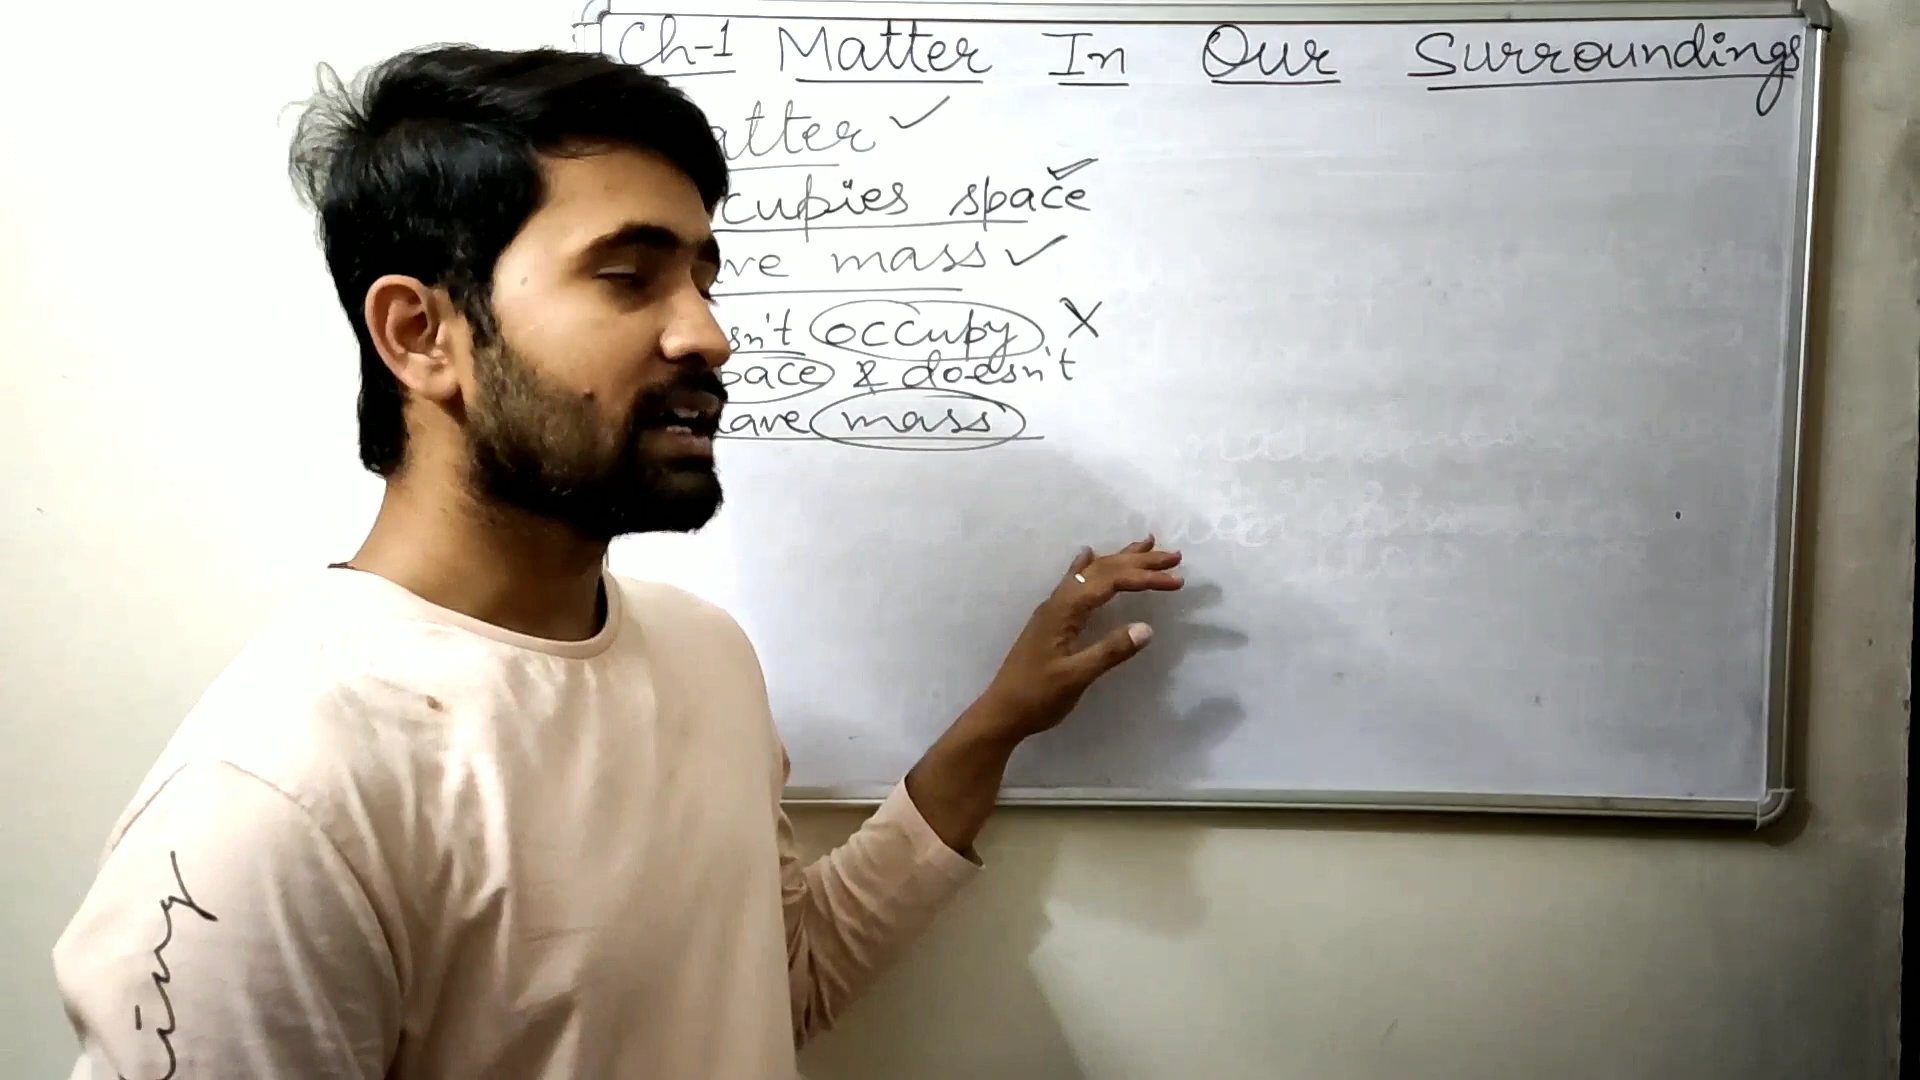 Ch-1 Matter In Our Surroundings
atter ✓
cupies space ✓
ve mass ✓
sn't occupy X
pace & doesn't
ave mass